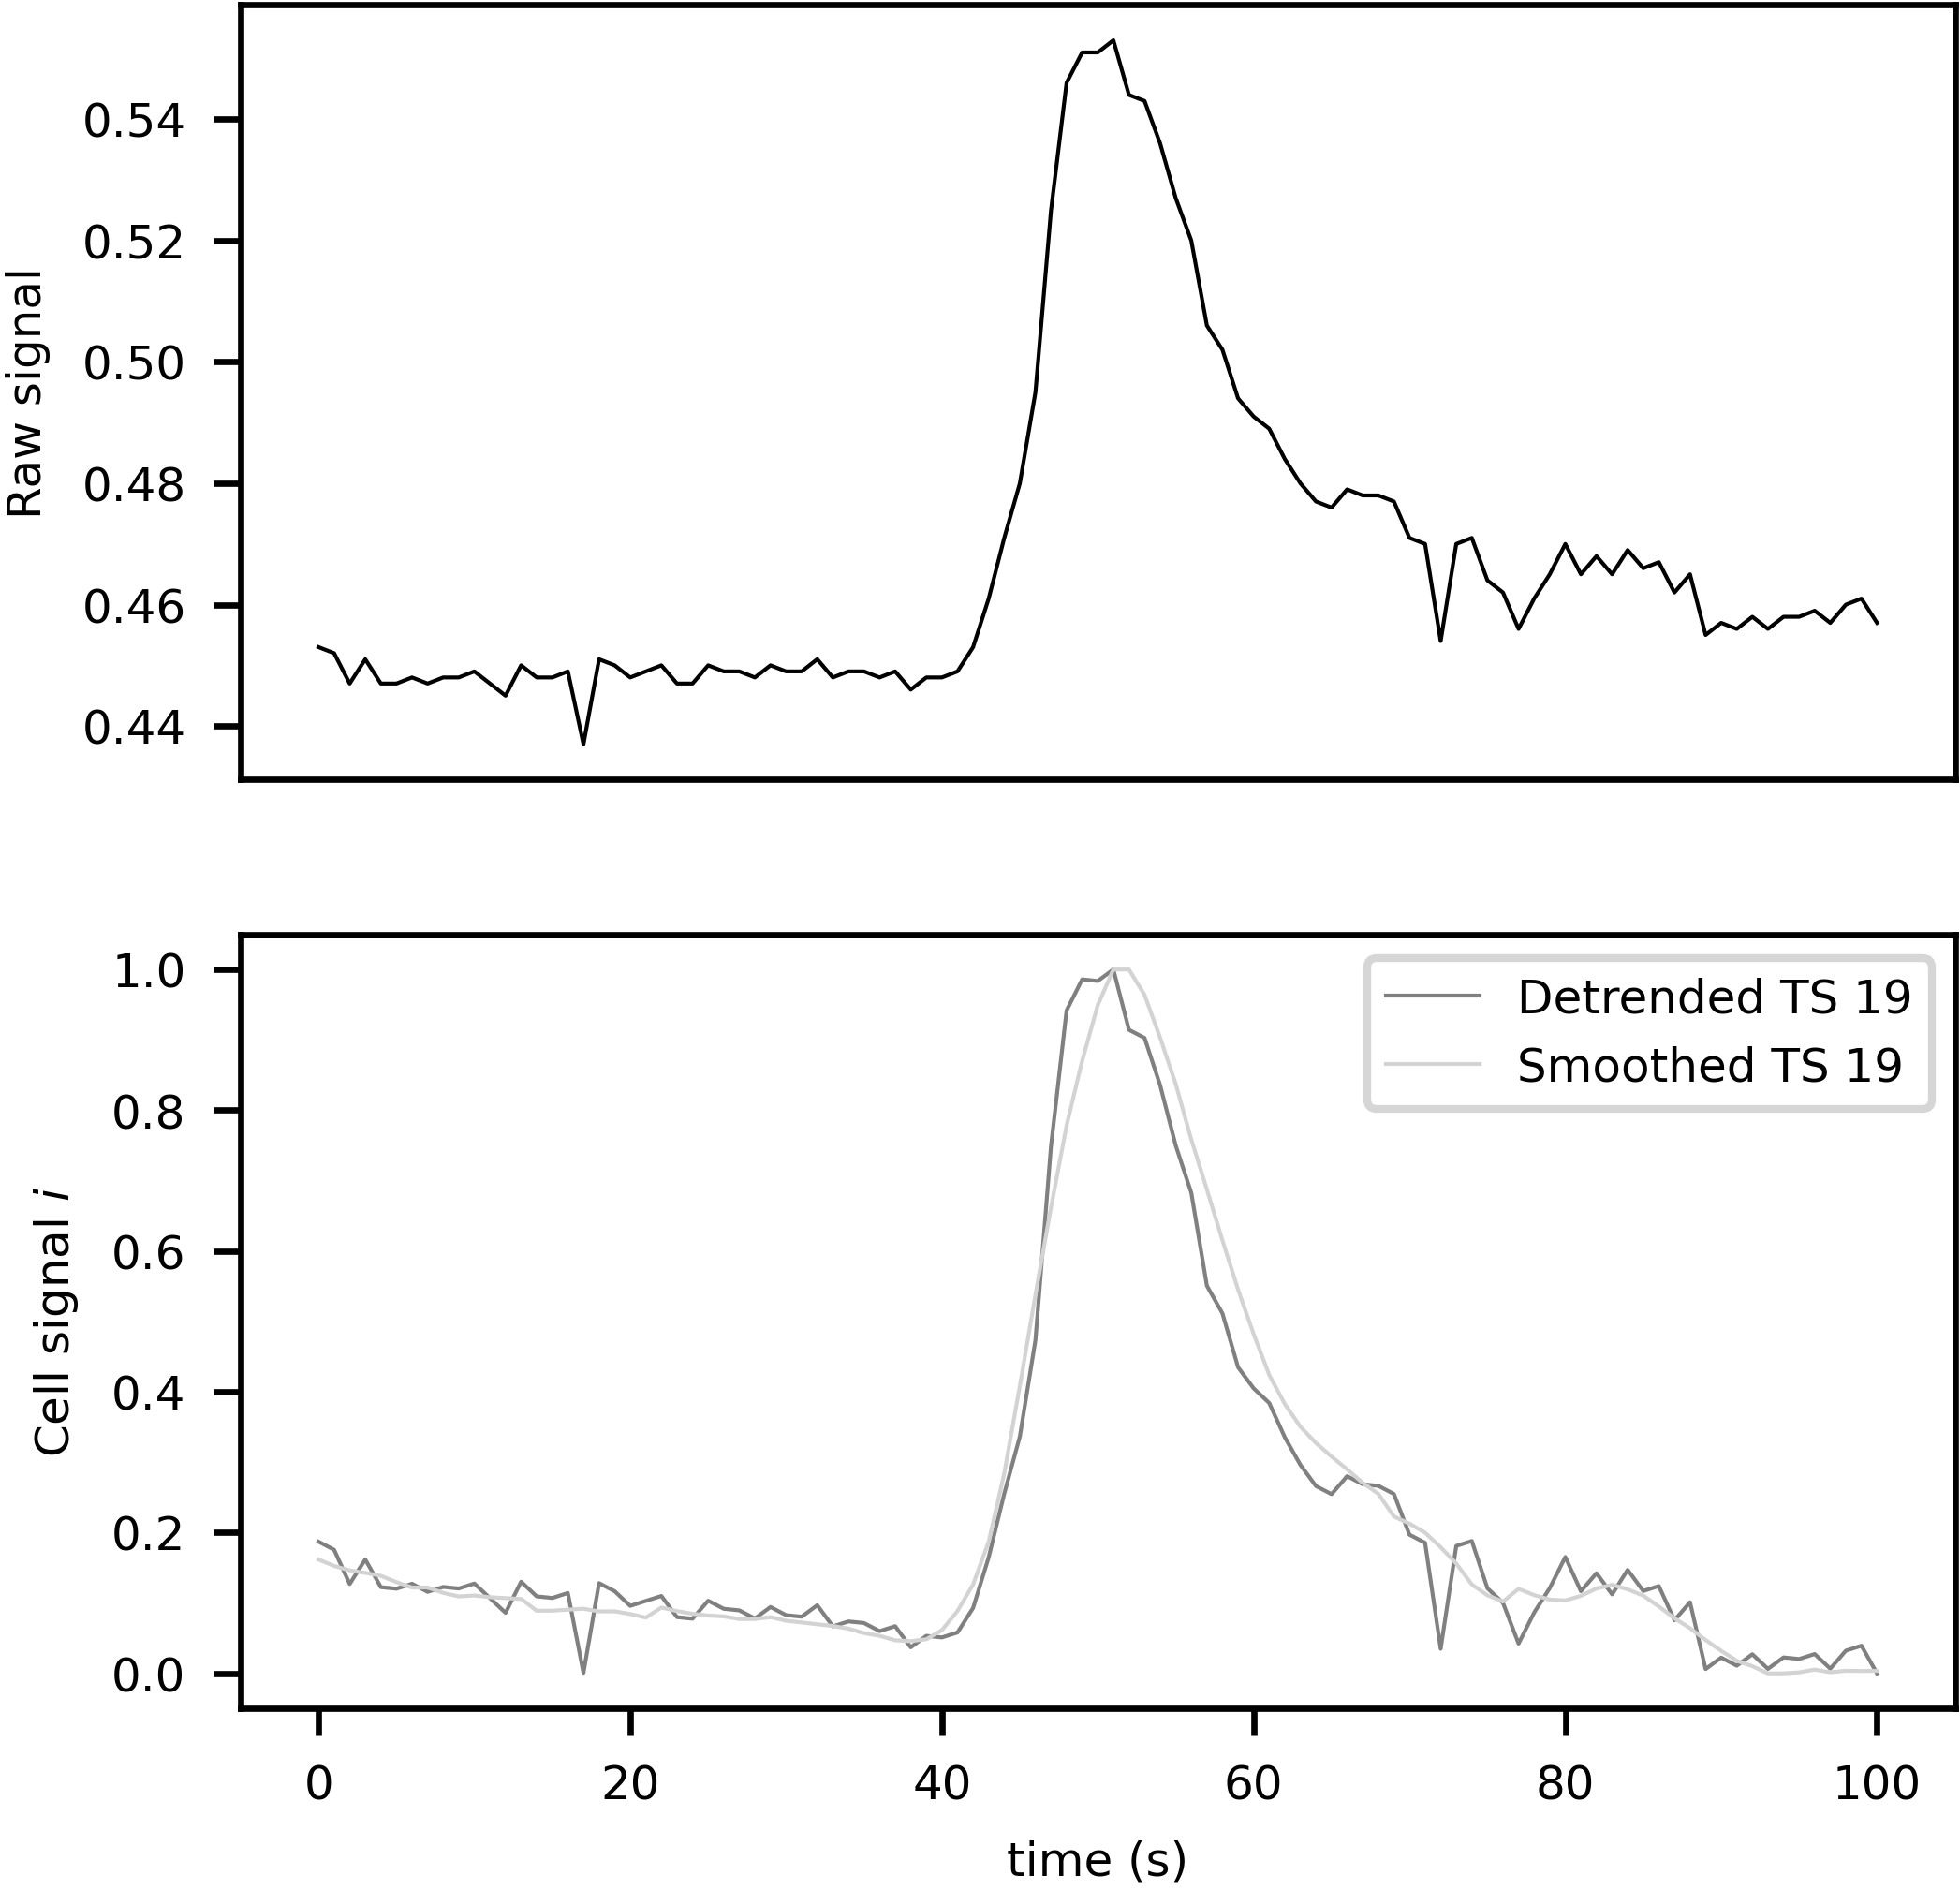 0.54
0.52
0.50
0.48
0.46
0.44
Raw signal
1.0
0.8
0.6
0.4
0.2
0.0
Cell signal i
Detrended TS 19
Smoothed TS 19
0 20 40 60 80 100
time (s)